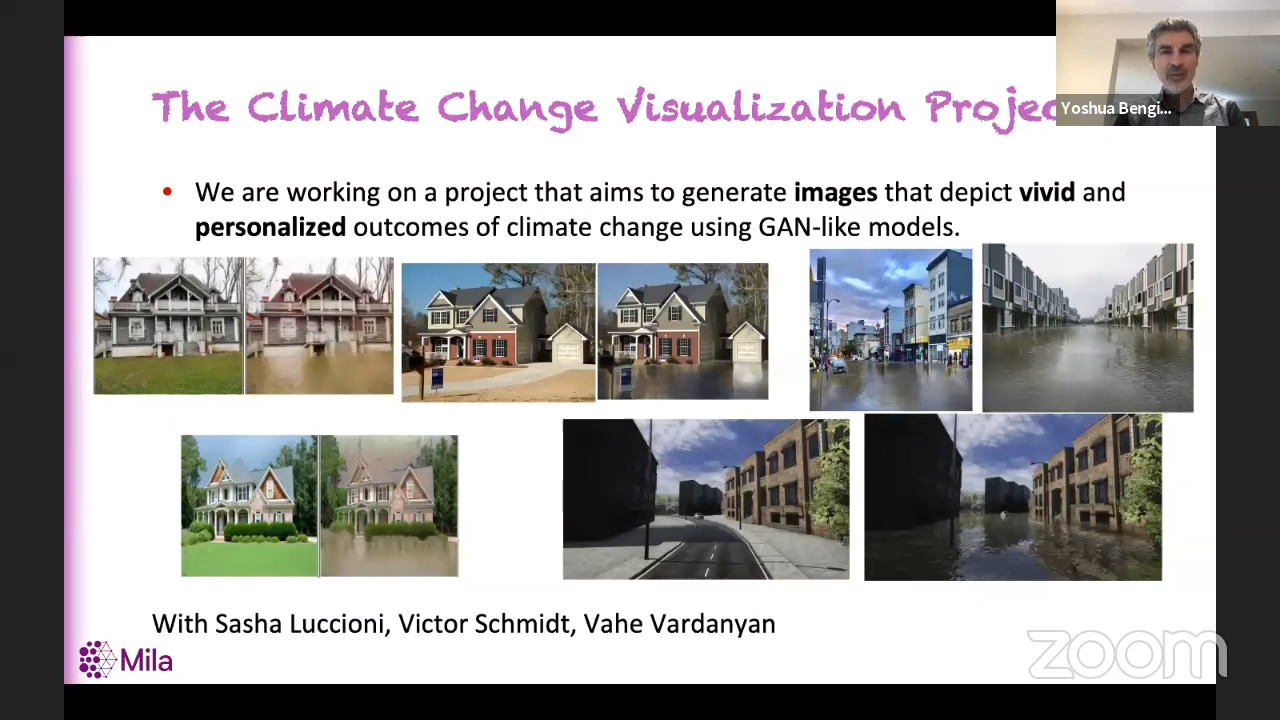 The Climate Change Visualization Projec
Yoshua Bengi...
• We are working on a project that aims to generate images that depict vivid and
personalized outcomes of climate change using GAN-like models.
With Sasha Luccioni, Victor Schmidt, Vahe Vardanyan
Mila
zoom